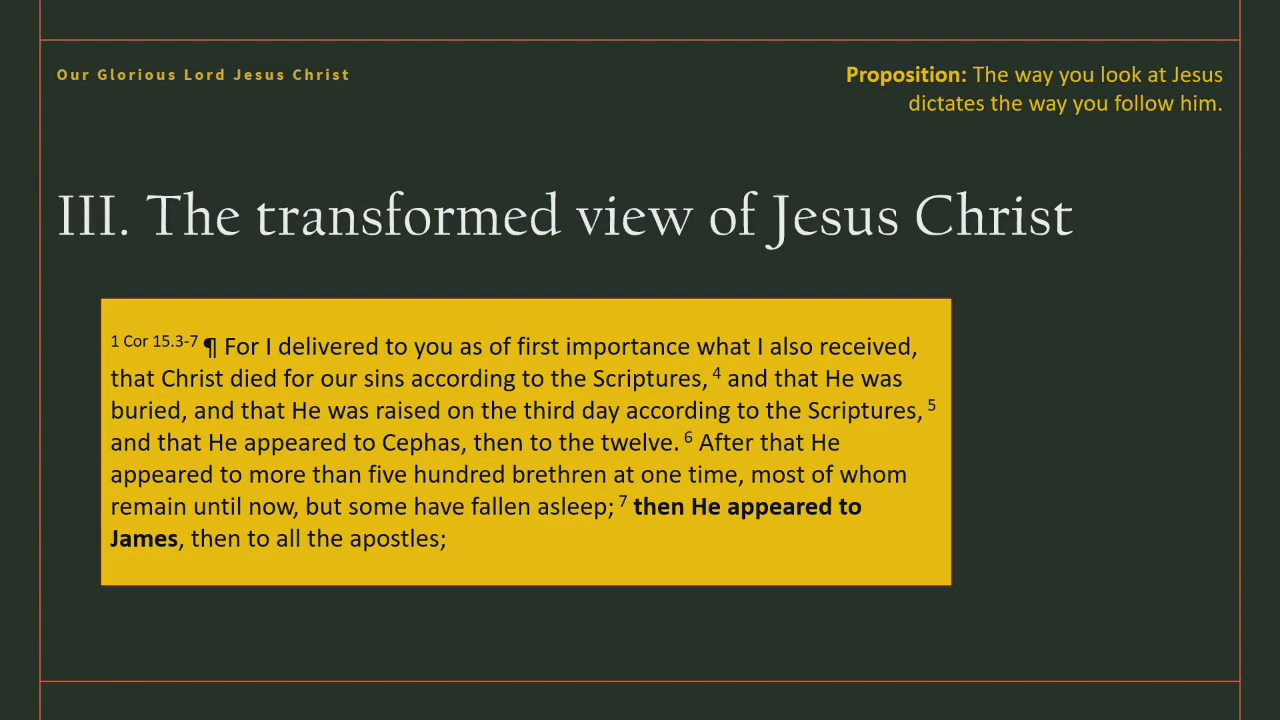 Our Glorious Lord Jesus Christ
Proposition: The way you look at Jesus
dictates the way you follow him.
III. The transformed view of Jesus Christ
1 Cor 15.3-7 ¶ For I delivered to you as of first importance what I also received,
that Christ died for our sins according to the Scriptures, 4 and that He was
buried, and that He was raised on the third day according to the Scriptures, 5
and that He appeared to Cephas, then to the twelve. 6 After that He
appeared to more than five hundred brethren at one time, most of whom
remain until now, but some have fallen asleep; 7 then He appeared to
James, then to all the apostles;